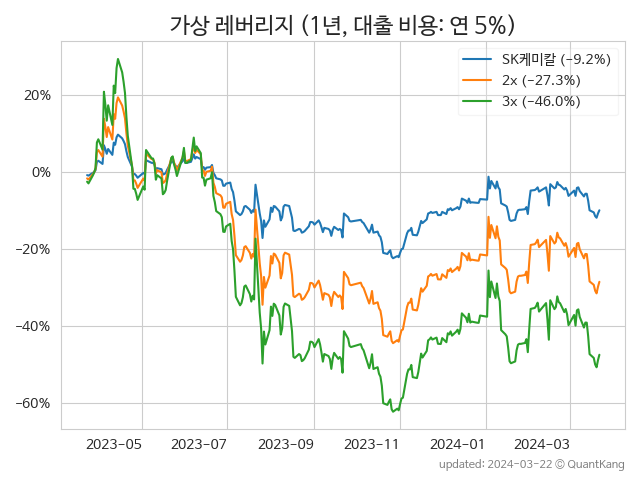 가상 레버리지 (1년, 대출 비용: 연 5%)
SK케미칼 (−9.2%)
2x (−27.3%)
3x (−46.0%)
20%
0%
−20%
−40%
−60%
2023-05 2023-07 2023-09 2023-11 2024-01 2024-03
updated: 2024-03-22 © QuantKang